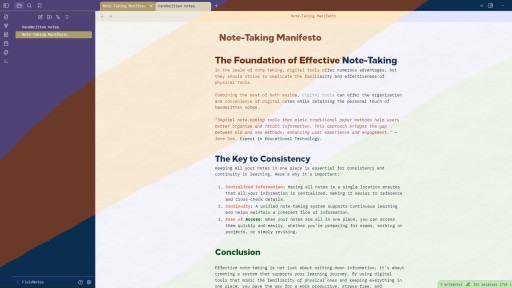 Note-Taking Manifes…
Handwritten notes
Note-Taking Manifesto
Handwritten notes
Note-Taking Manifesto
Note-Taking Manifesto
The Foundation of Effective Note-Taking
In the realm of note-taking, digital tools offer numerous advantages, but
they should strive to replicate the familiarity and effectiveness of
physical tools.
Combining the best of both worlds, digital tools can offer the organization
and convenience of digital notes while retaining the personal touch of
handwritten notes.
"Digital note-taking tools that mimic traditional paper methods help users
better organize and retain information. This approach bridges the gap
between old and new methods, enhancing user experience and engagement." —
Jane Doe, Expert in Educational Technology.
The Key to Consistency
Keeping all your notes in one place is essential for consistency and
continuity in learning. Here's why it's important:
1. Centralized Information: Having all notes in a single location ensures
that all your information is centralized, making it easier to reference
and cross-check details.
2. Continuity: A unified note-taking system supports continuous learning
and helps maintain a coherent flow of information.
3. Ease of Access: When your notes are all in one place, you can access
them quickly and easily, whether you're preparing for exams, working on
projects, or simply revising.
Conclusion
Effective note-taking is not just about writing down information; it's about
creating a system that supports your learning journey. By using digital
tools that mimic the familiarity of physical ones and keeping everything in
one place, you pave the way for a more productive, stress-free, and
FieldNotes
0 backlinks